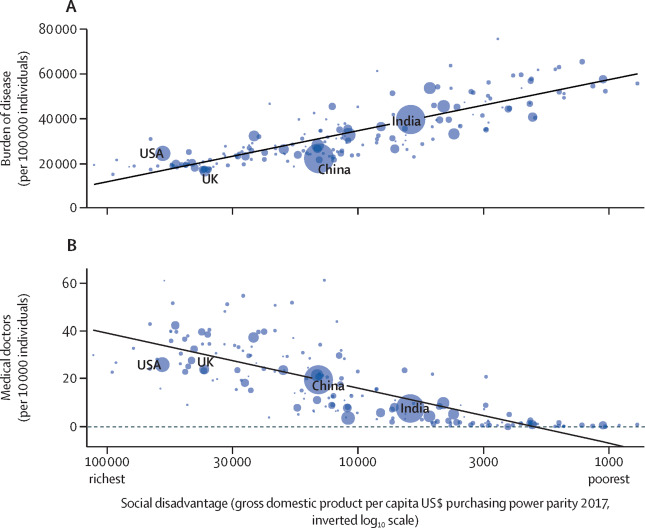 A
80 000
60 000
40 000
20 000
0
Burden of disease
(per 100 000 individuals)
USA
UK
China
India
B
60
40
20
0
Medical doctors
(per 10 000 individuals)
USA
UK
China
India
100 000 30 000 10 000 3000 1000
richest poorest
Social disadvantage (gross domestic product per capita US$ purchasing power parity 2017,
inverted log₁₀ scale)